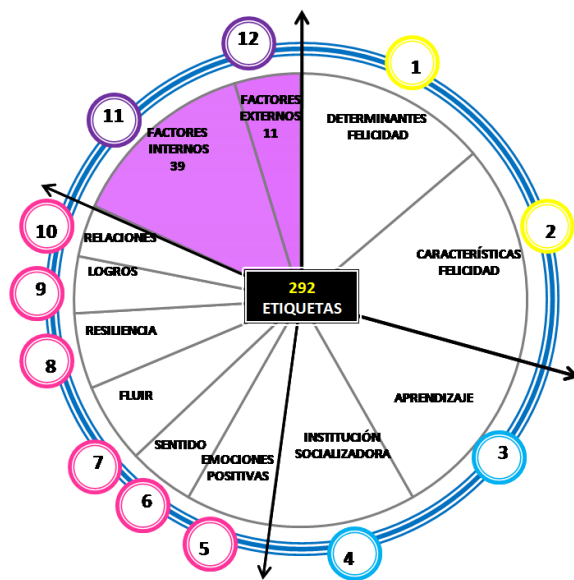 12
1
FACTORES
EXTERNOS
11
DETERMINANTES
FELICIDAD
11
FACTORES
INTERNOS
39
10
RELACIONES
2
CARACTERÍSTICAS
FELICIDAD
9
LOGROS
292
ETIQUETAS
8
RESILIENCIA
FLUIR
APRENDIZAJE
3
7
SENTIDO
INSTITUCIÓN
SOCIALIZADORA
EMOCIONES
POSITIVAS
6
5
4